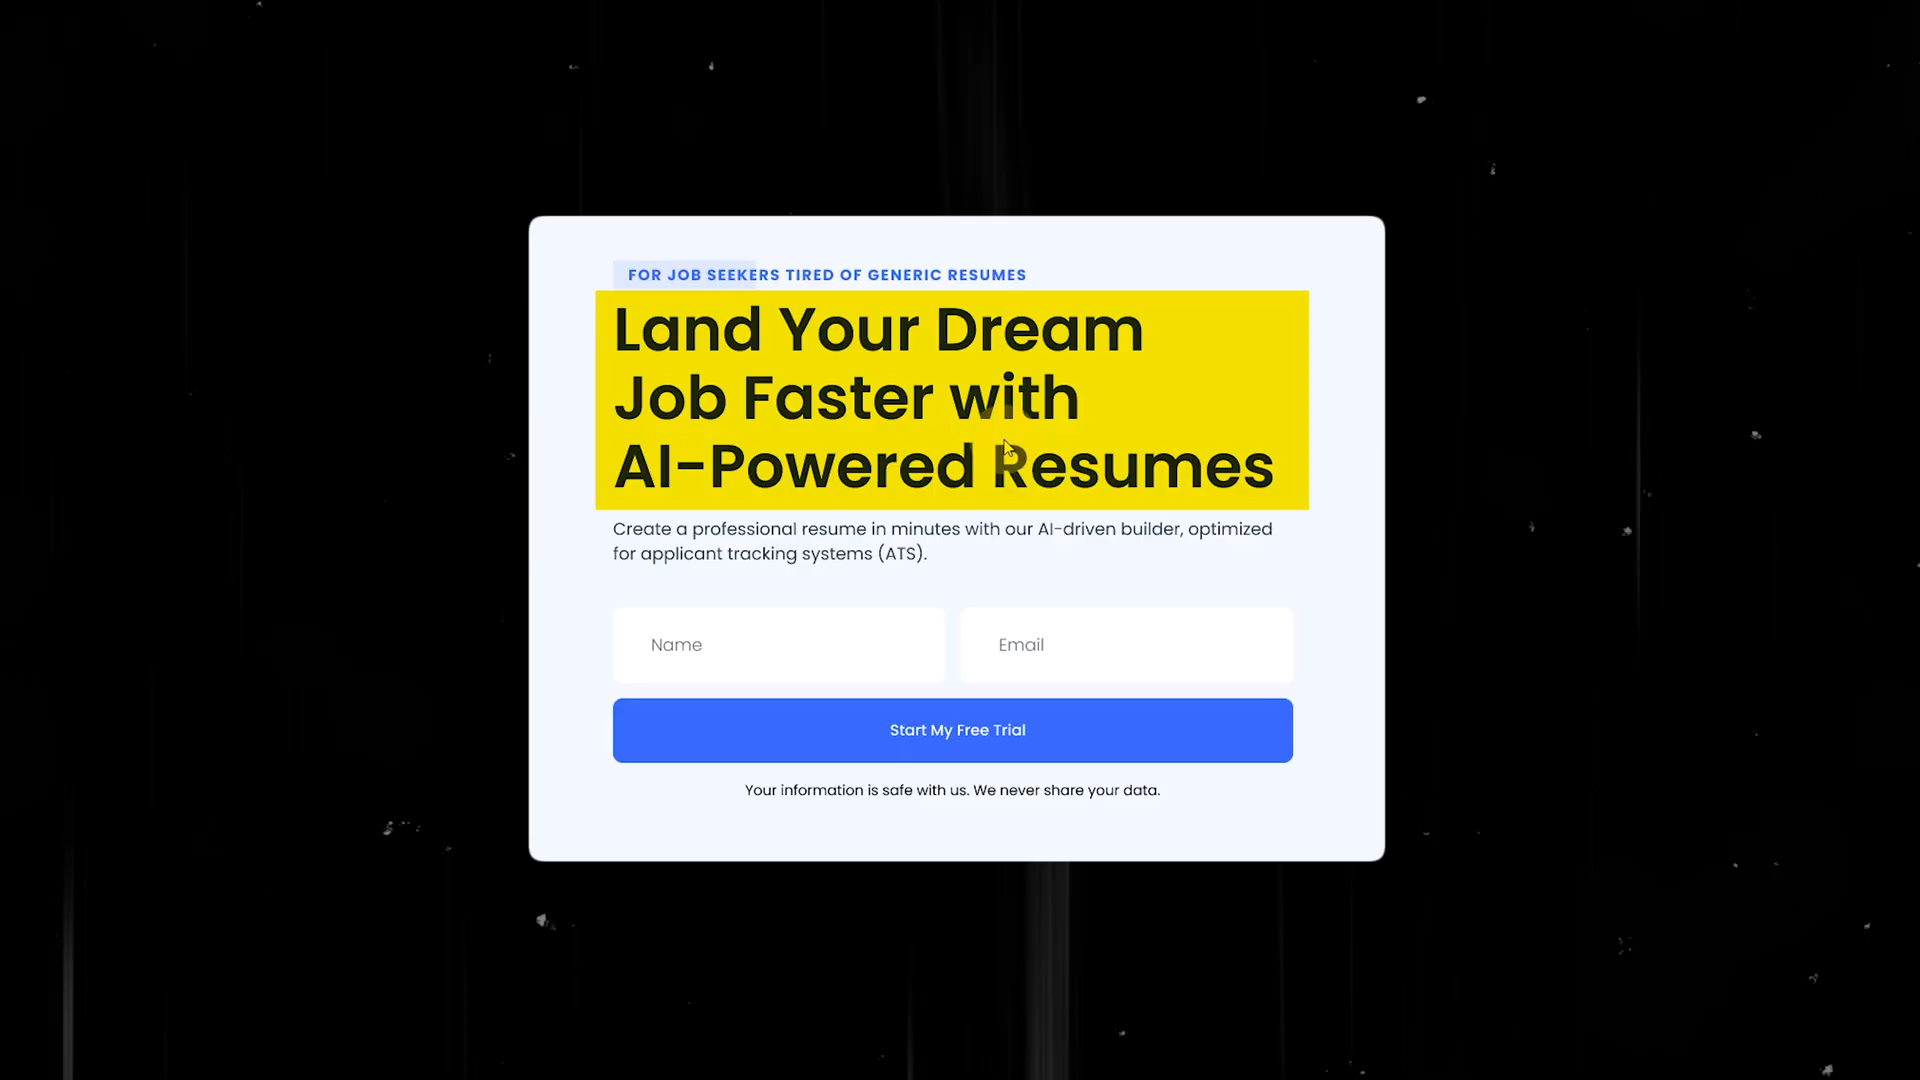 FOR JOB SEEKERS TIRED OF GENERIC RESUMES
Land Your Dream
Job Faster with
AI-Powered Resumes
Create a professional resume in minutes with our AI-driven builder, optimized
for applicant tracking systems (ATS).
Name
Email
Start My Free Trial
Your information is safe with us. We never share your data.